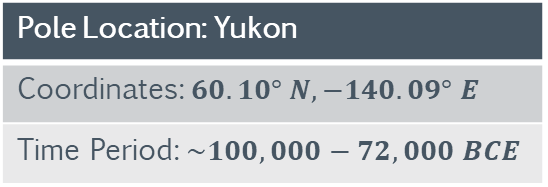 Pole Location: Yukon
Coordinates: 60.10° N, −140.09° E
Time Period: ~100,000 − 72,000 BCE